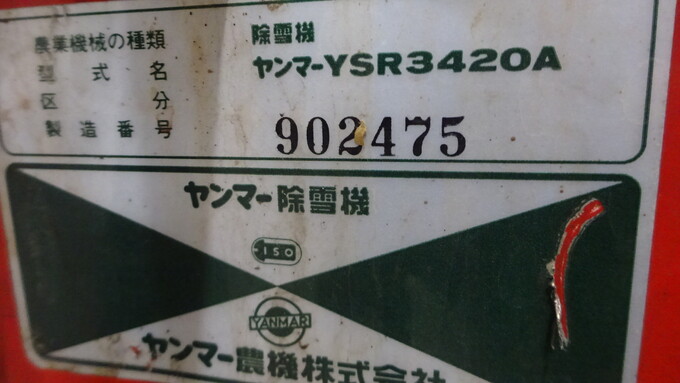 農業機械の種類 除雪機
型式名 ヤンマーYSR3420A
区分
製造番号 902475
ヤンマー除雪機
ISO
YANMAR
ヤンマー農機株式会社